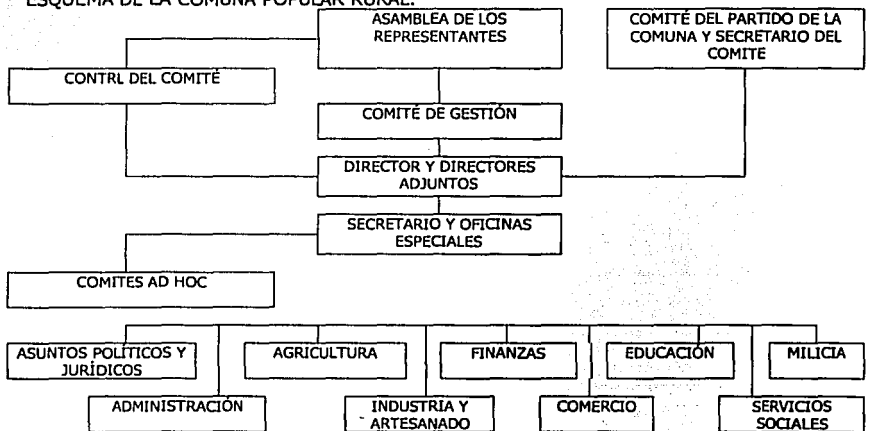 ESQUEMA DE LA COMUNA POPULAR RURAL.
ASAMBLEA DE LOS
REPRESENTANTES
COMITÉ DEL PARTIDO DE LA
COMUNA Y SECRETARIO DEL
COMITE
CONTRL DEL COMITÉ
COMITÉ DE GESTIÓN
DIRECTOR Y DIRECTORES
ADJUNTOS
SECRETARIO Y OFICINAS
ESPECIALES
COMITES AD HOC
ASUNTOS POLÍTICOS Y
JURÍDICOS
AGRICULTURA
FINANZAS
EDUCACIÓN
MILICIA
ADMINISTRACIÓN
INDUSTRIA Y
ARTESANADO
COMERCIO
SERVICIOS
SOCIALES